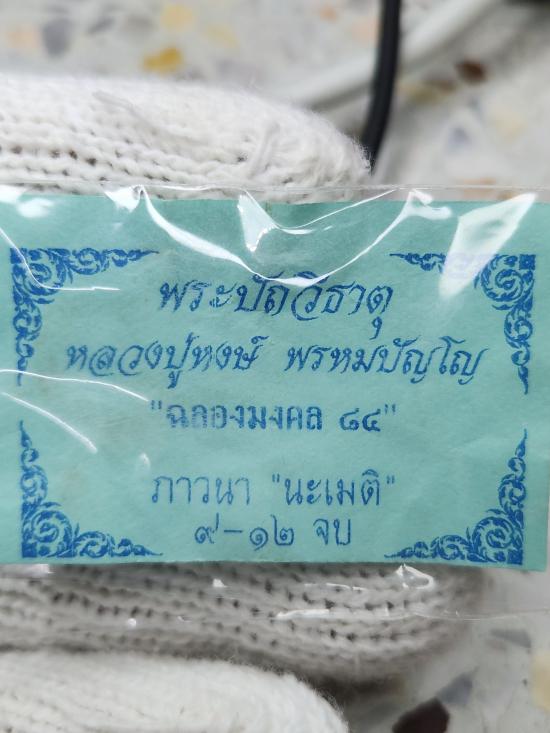 พระปัถวีธาตุ
หลวงปู่หงษ์ พรหมปัญโญ
"ฉลองมงคล ๘๔"
ภาวนา "นะเมติ"
๙-๑๒ จบ